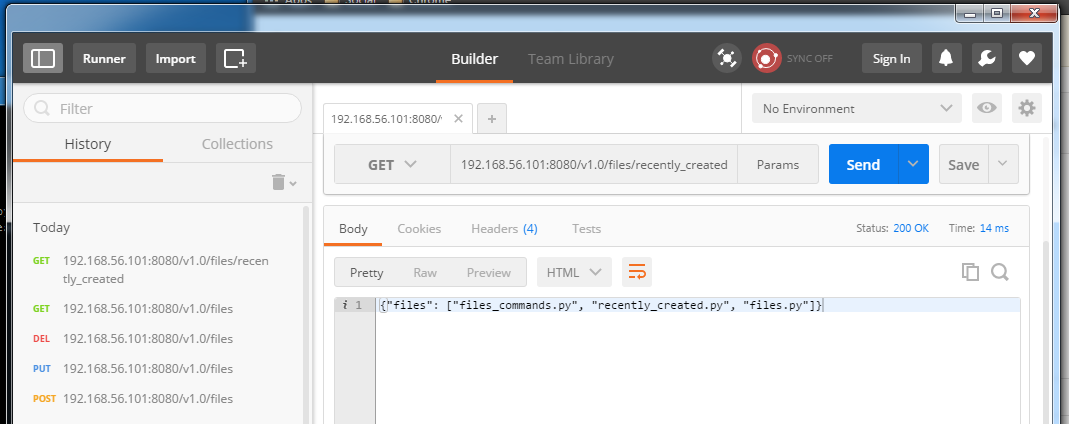 Apps Social Chrome
Runner Import Builder Team Library SYNC OFF Sign In
Filter
192.168.56.101:8080/v
No Environment
History Collections
GET 192.168.56.101:8080/v1.0/files/recently_created Params Send Save
Today
Body Cookies Headers (4) Tests Status: 200 OK Time: 14 ms
GET 192.168.56.101:8080/v1.0/files/recen
tly_created
Pretty Raw Preview HTML
GET 192.168.56.101:8080/v1.0/files
i 1 {"files": ["files_commands.py", "recently_created.py", "files.py"]}
DEL 192.168.56.101:8080/v1.0/files
PUT 192.168.56.101:8080/v1.0/files
POST 192.168.56.101:8080/v1.0/files